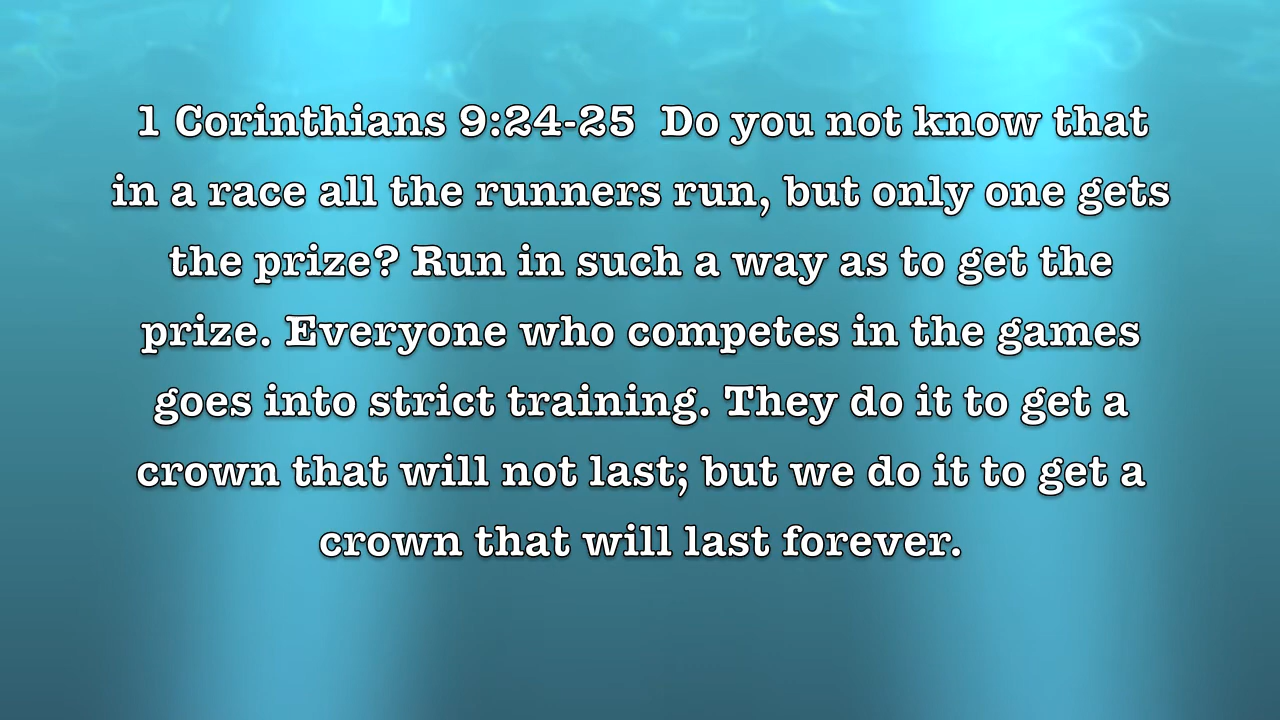 1 Corinthians 9:24-25  Do you not know that
in a race all the runners run, but only one gets
the prize? Run in such a way as to get the
prize. Everyone who competes in the games
goes into strict training. They do it to get a
crown that will not last; but we do it to get a
crown that will last forever.